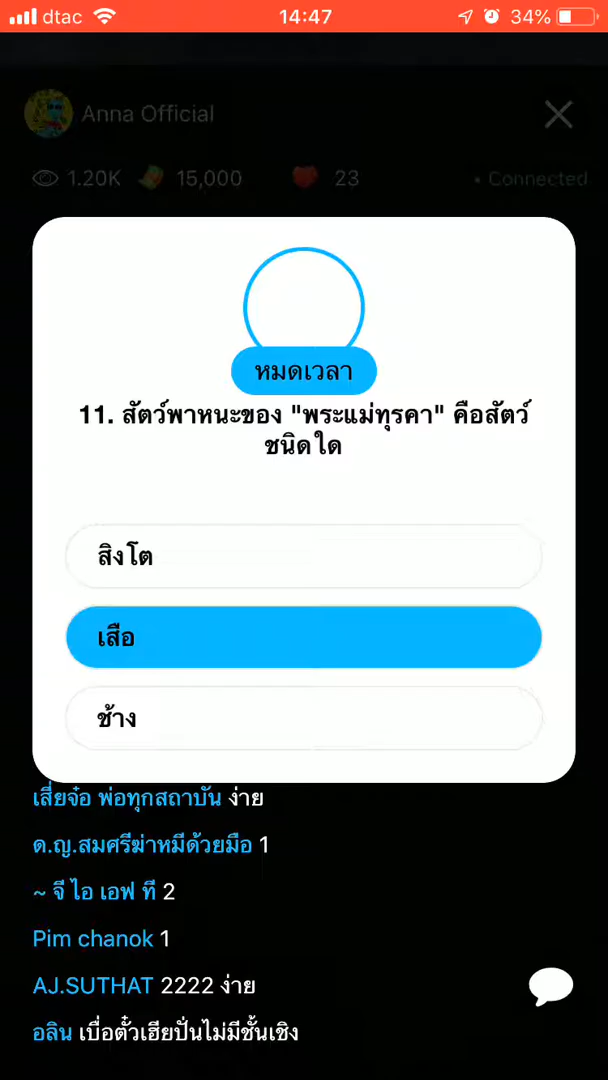 dtac 14:47 34%
Anna Official
1.20K 15,000 23 • Connected
หมดเวลา
11. สัตว์พาหนะของ "พระแม่ทุรคา" คือสัตว์
ชนิดใด
สิงโต
เสือ
ช้าง
เสี่ยจ๋อ พ่อทุกสถาบัน ง่าย
ด.ญ.สมศรีฆ่าหมีด้วยมือ 1
~ จี ไอ เอฟ ที 2
Pim chanok 1
AJ.SUTHAT 2222 ง่าย
อลิน เบื่อตั๋วเฮียปั่นไม่มีชั้นเชิง